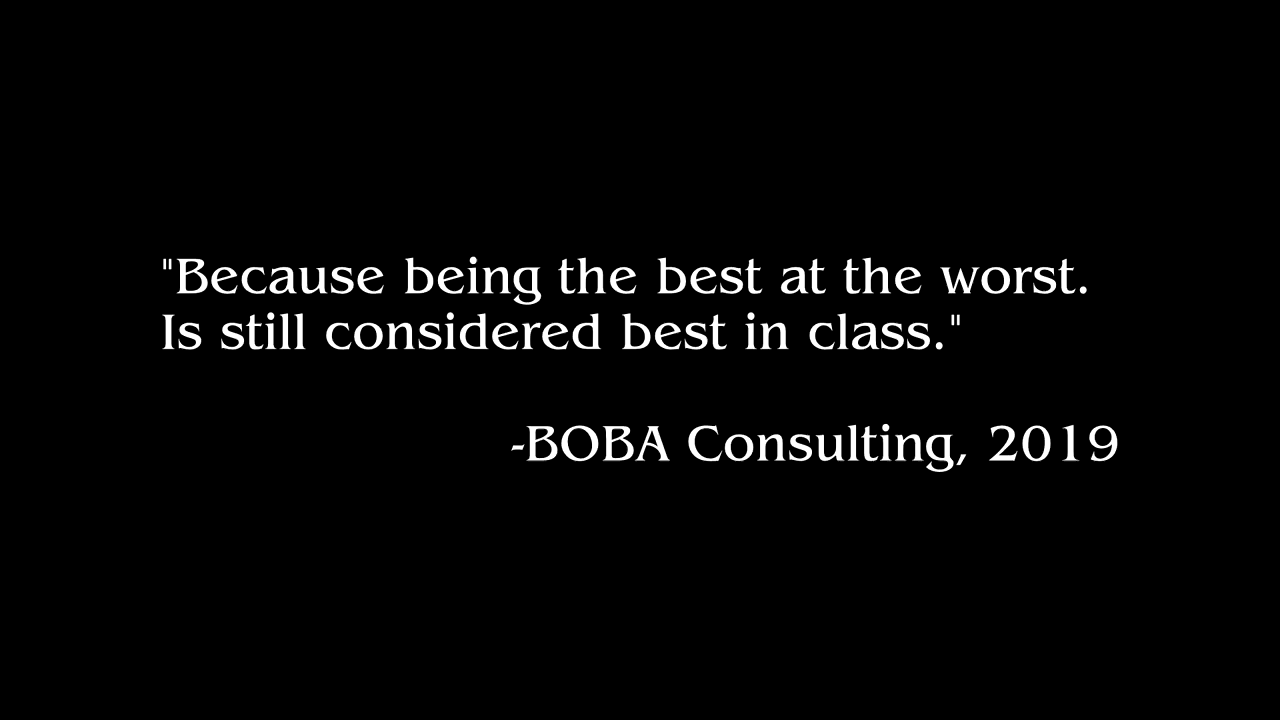 "Because being the best at the worst.
Is still considered best in class."
-BOBA Consulting, 2019